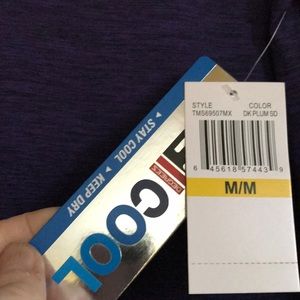 STAY COOL
KEEP DRY
COOL
STYLE COLOR
TMS69507MX DK PLUM SD
6 45618 57443 9
M/M